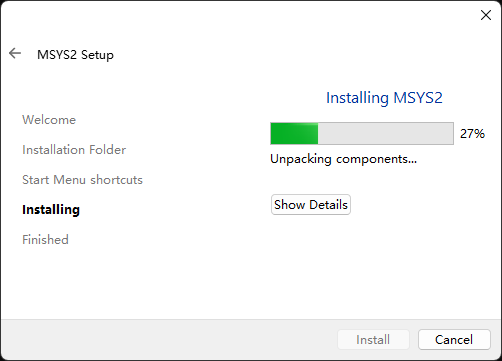 MSYS2 Setup
Welcome
Installation Folder
Start Menu shortcuts
Installing
Finished
Installing MSYS2
27%
Unpacking components...
Show Details
Install
Cancel